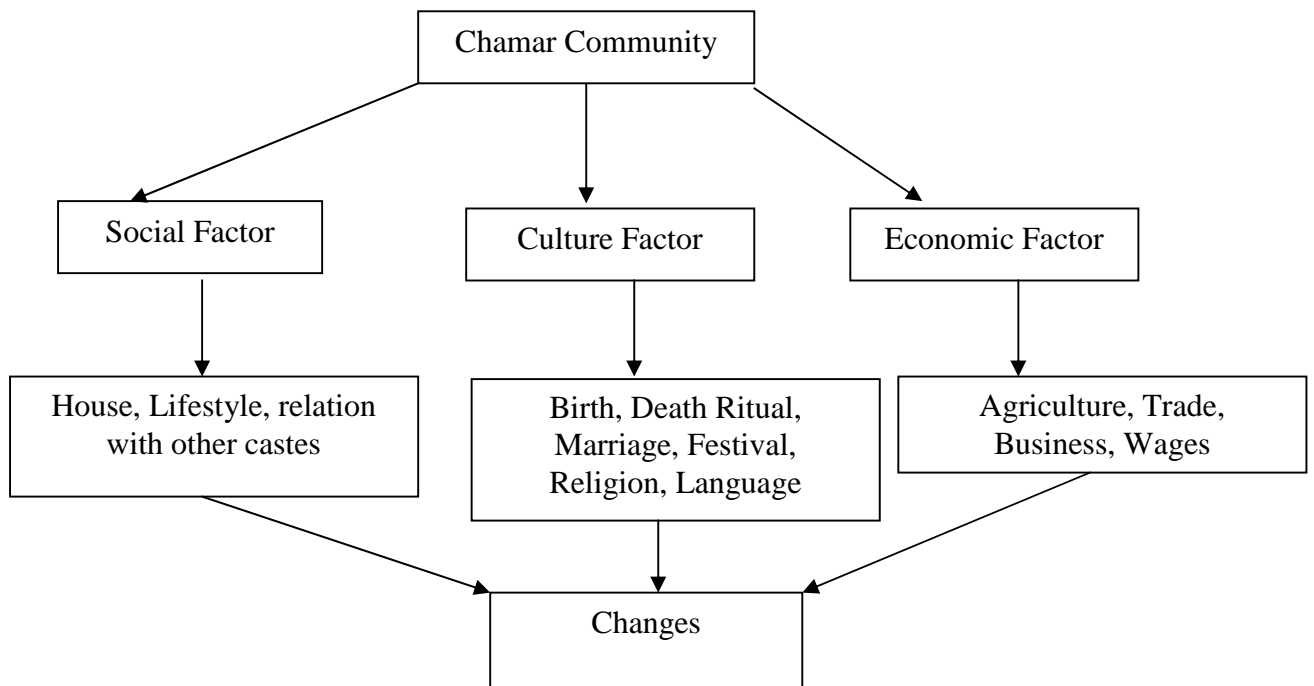 Chamar Community
Social Factor
Culture Factor
Economic Factor
House, Lifestyle, relation
with other castes
Birth, Death Ritual,
Marriage, Festival,
Religion, Language
Agriculture, Trade,
Business, Wages
Changes